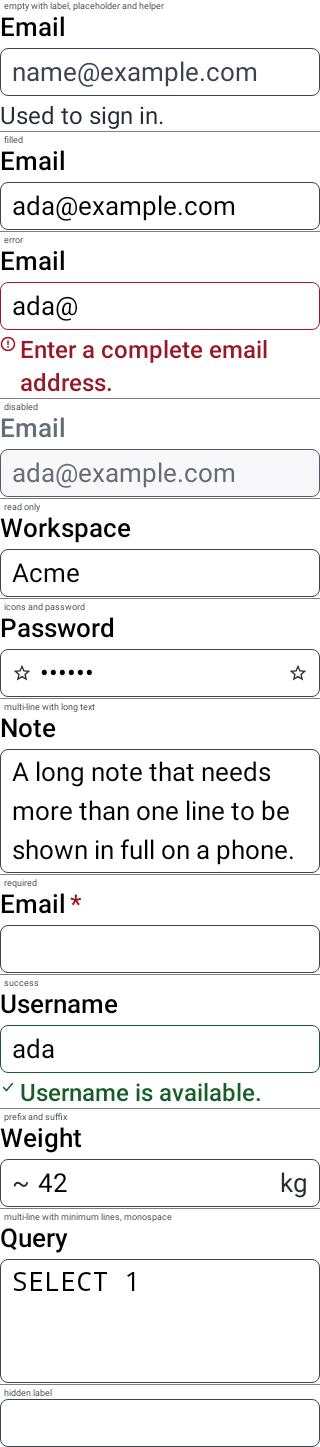 empty with label, placeholder and helper
Email
name@example.com
Used to sign in.
filled
Email
ada@example.com
error
Email
ada@
Enter a complete email
address.
disabled
Email
ada@example.com
read only
Workspace
Acme
icons and password
Password
••••••
multi-line with long text
Note
A long note that needs
more than one line to be
shown in full on a phone.
required
Email *
success
Username
ada
Username is available.
prefix and suffix
Weight
~ 42 kg
multi-line with minimum lines, monospace
Query
SELECT 1
hidden label